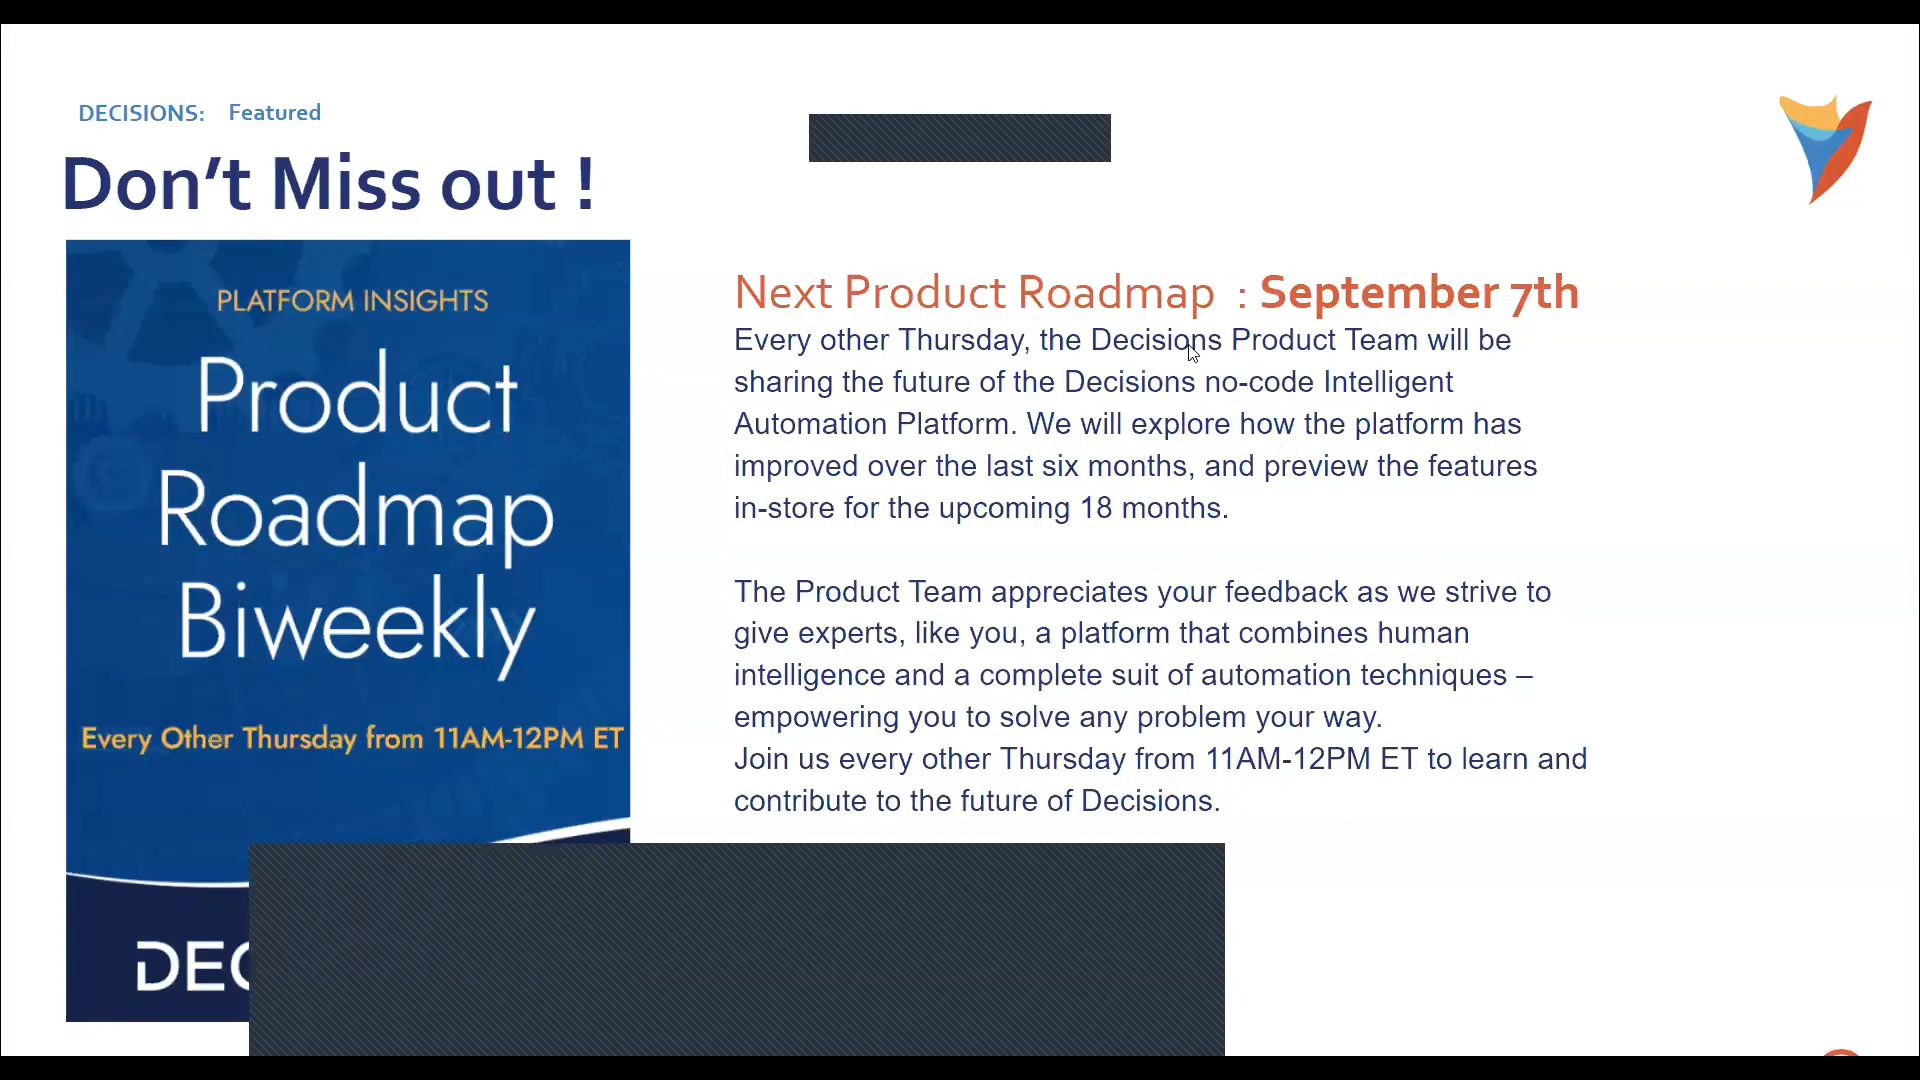 DECISIONS: Featured
Don't Miss out !
PLATFORM INSIGHTS
Product
Roadmap
Biweekly
Every Other Thursday from 11AM-12PM ET
Next Product Roadmap : September 7th
Every other Thursday, the Decisions Product Team will be
sharing the future of the Decisions no-code Intelligent
Automation Platform. We will explore how the platform has
improved over the last six months, and preview the features
in-store for the upcoming 18 months.
The Product Team appreciates your feedback as we strive to
give experts, like you, a platform that combines human
intelligence and a complete suit of automation techniques –
empowering you to solve any problem your way.
Join us every other Thursday from 11AM-12PM ET to learn and
contribute to the future of Decisions.